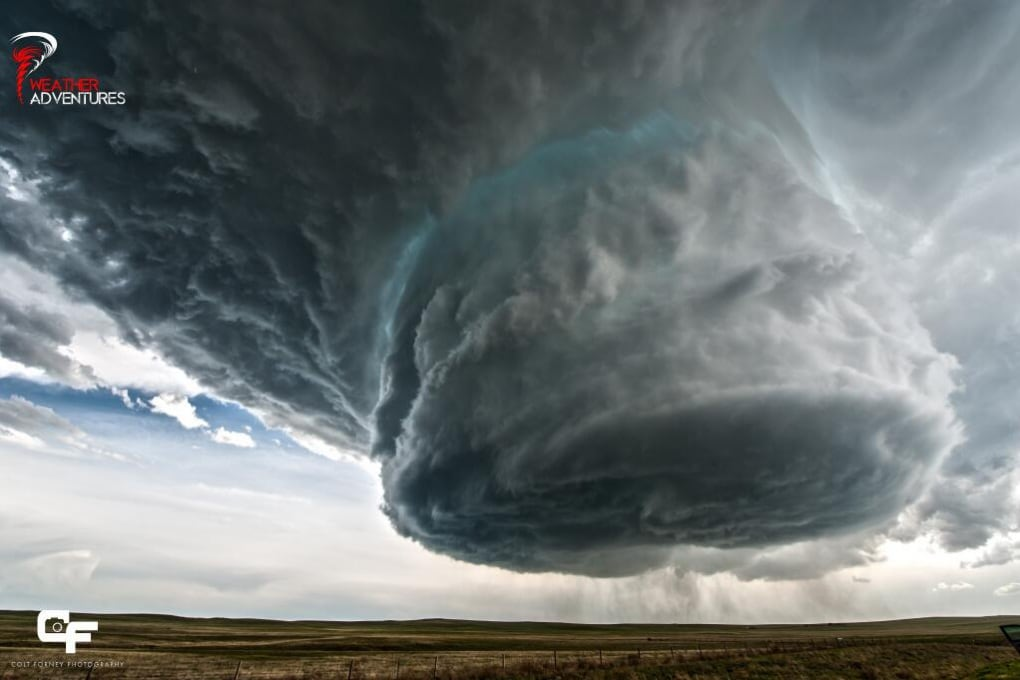 WEATHER
ADVENTURES
CF
COLT FORNEY PHOTOGRAPHY